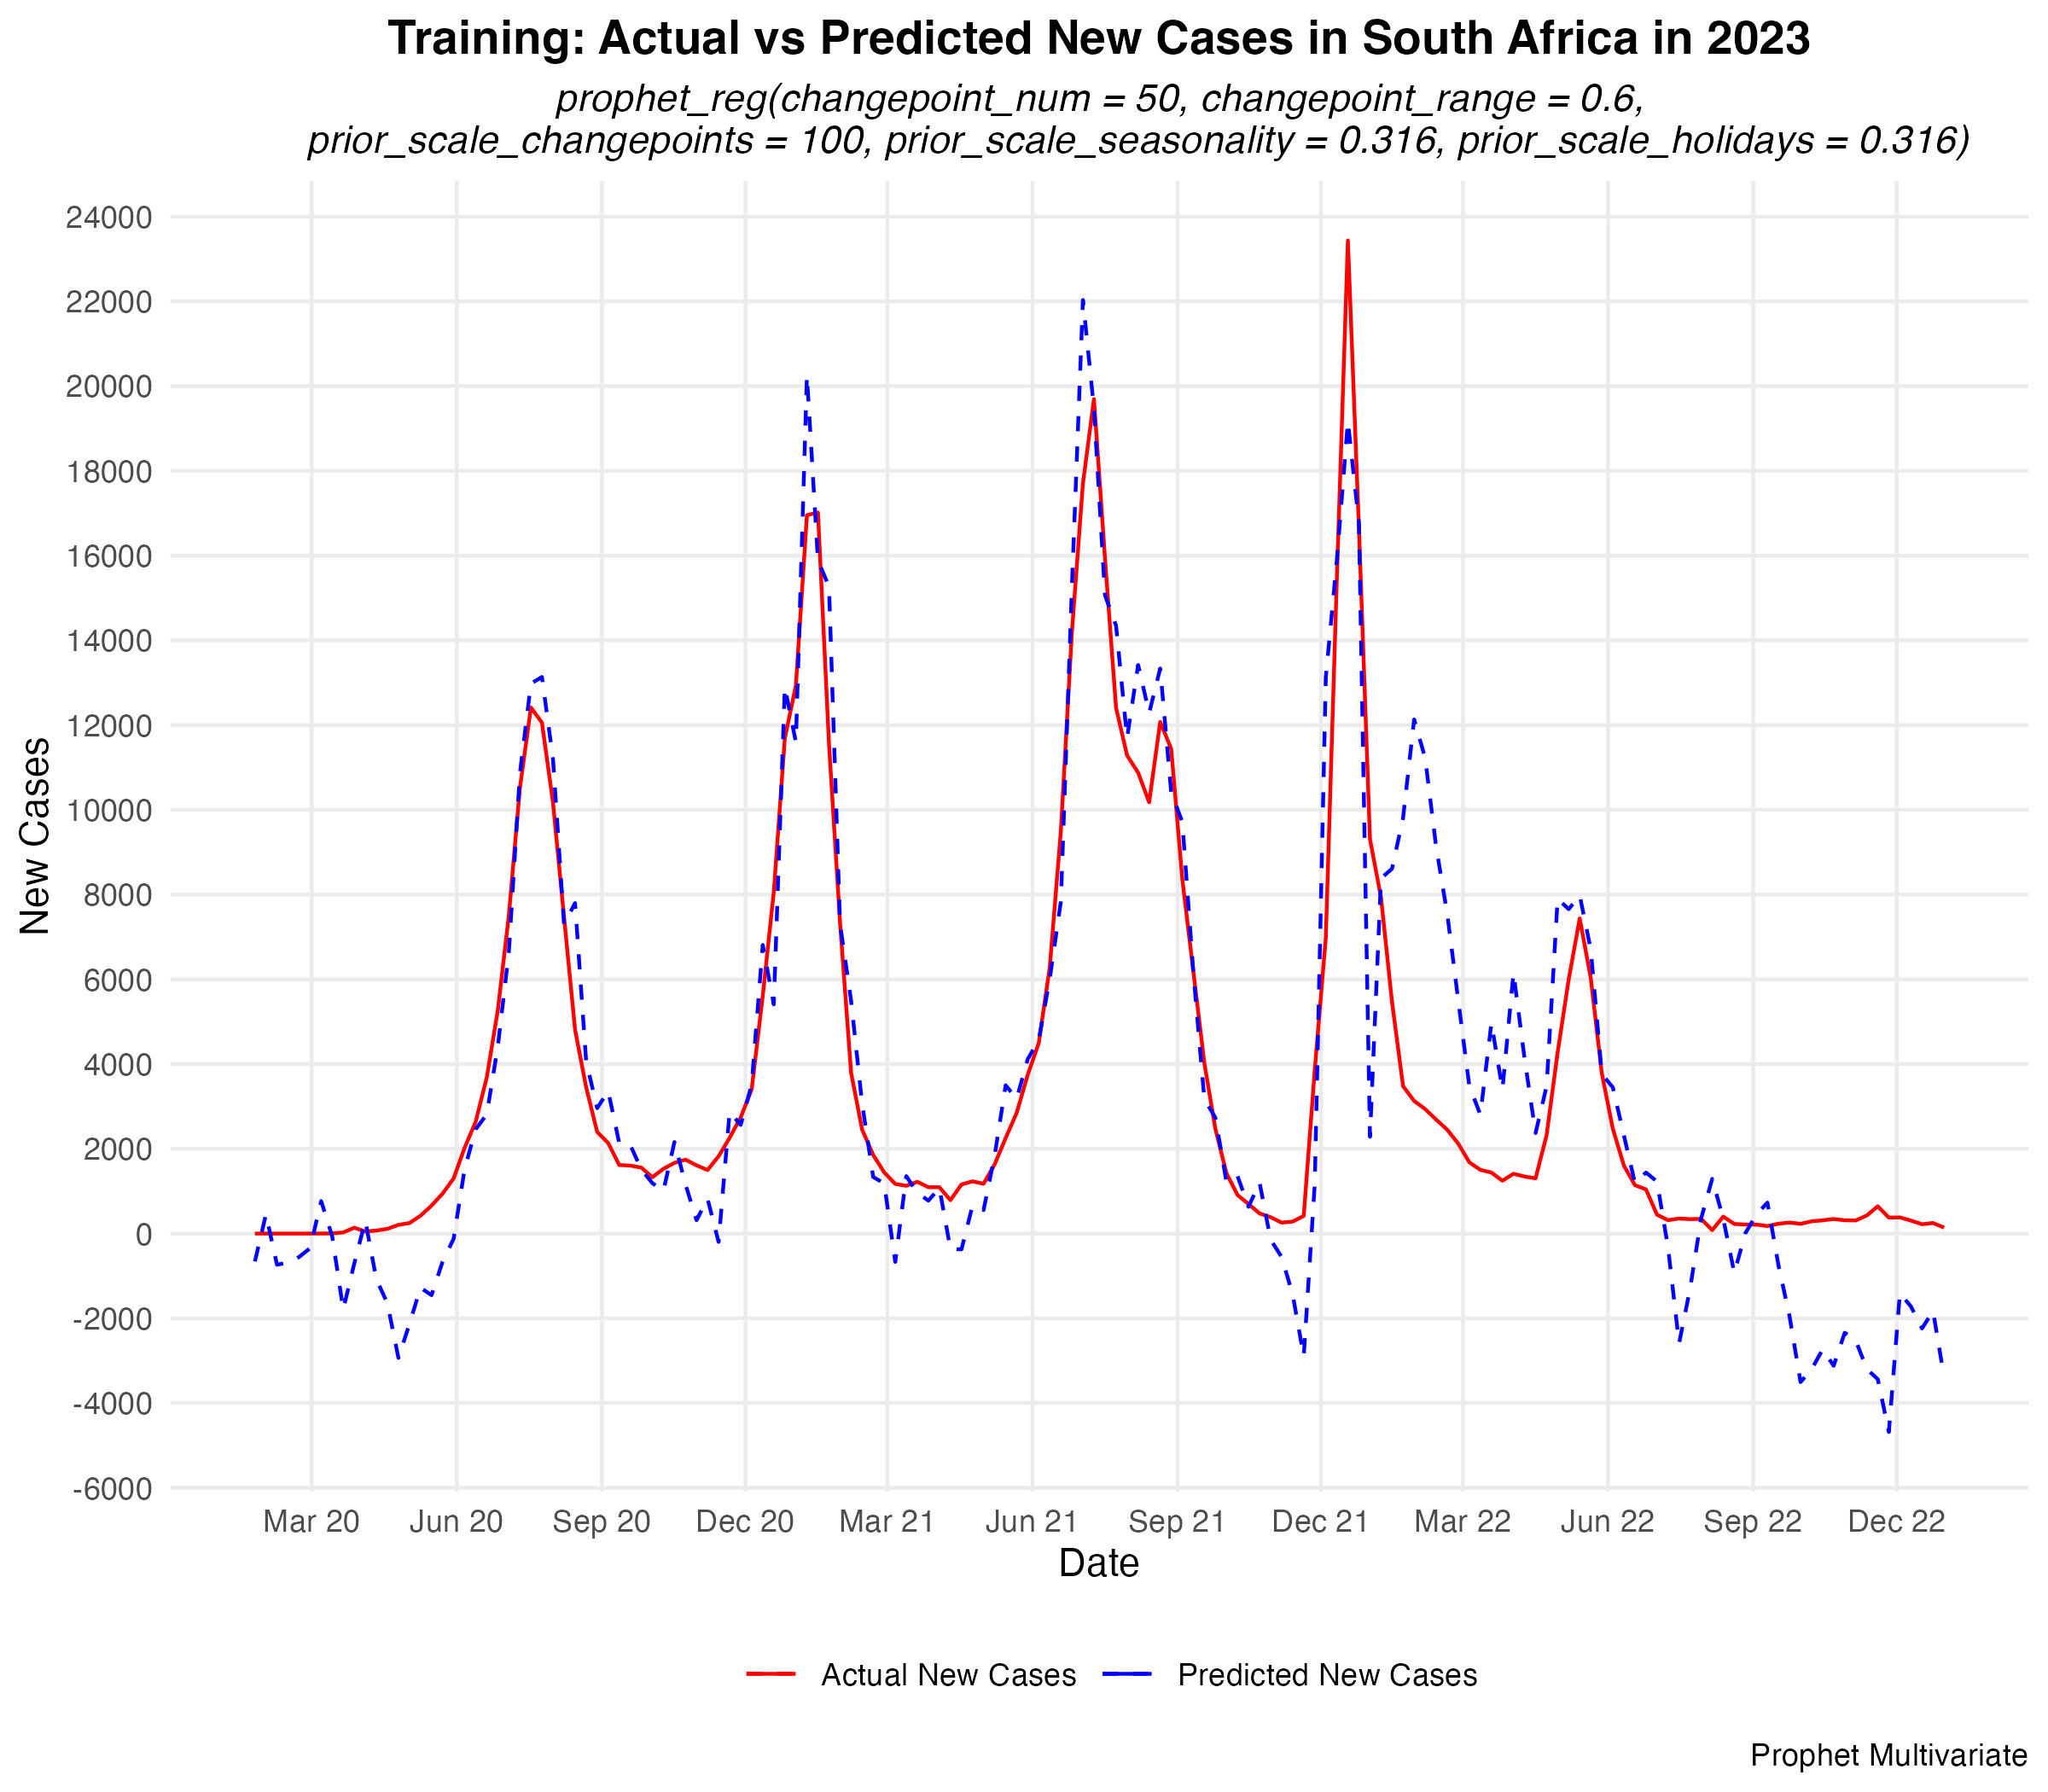 Training: Actual vs Predicted New Cases in South Africa in 2023
prophet_reg(changepoint_num = 50, changepoint_range = 0.6,
prior_scale_changepoints = 100, prior_scale_seasonality = 0.316, prior_scale_holidays = 0.316)
New Cases
24000
22000
20000
18000
16000
14000
12000
10000
8000
6000
4000
2000
0
-2000
-4000
-6000
Mar 20 Jun 20 Sep 20 Dec 20 Mar 21 Jun 21 Sep 21 Dec 21 Mar 22 Jun 22 Sep 22 Dec 22
Date
Actual New Cases Predicted New Cases
Prophet Multivariate